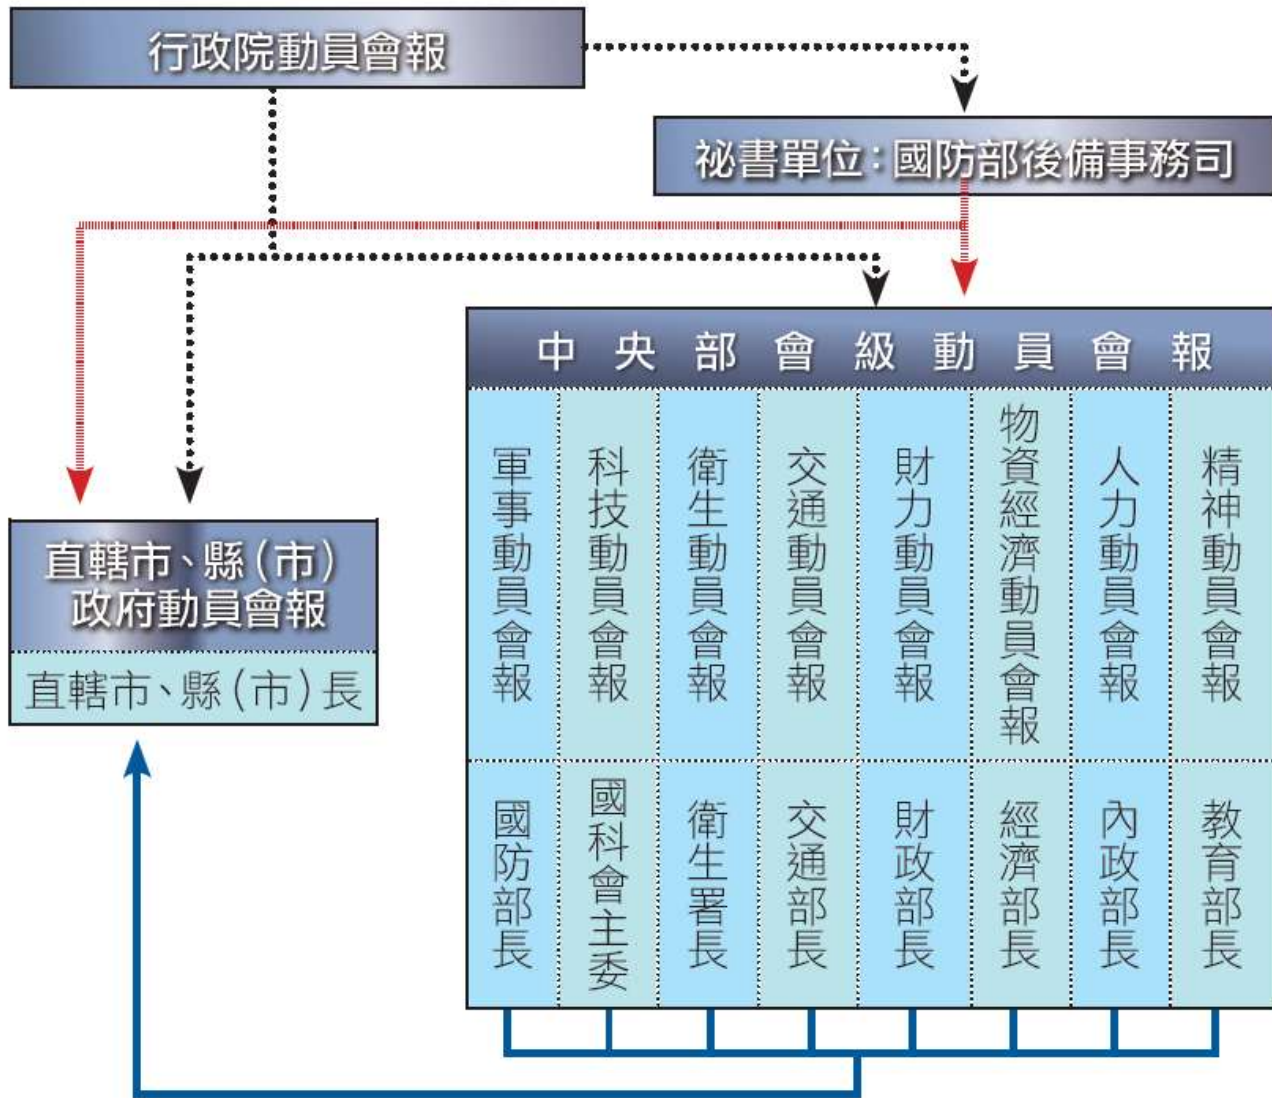 行政院動員會報
祕書單位：國防部後備事務司
中央部會級動員會報
軍事動員會報
科技動員會報
衛生動員會報
交通動員會報
財力動員會報
物資經濟動員會報
人力動員會報
精神動員會報
國防部長
國科會主委
衛生署長
交通部長
財政部長
經濟部長
內政部長
教育部長
直轄市、縣(市)
政府動員會報
直轄市、縣(市)長